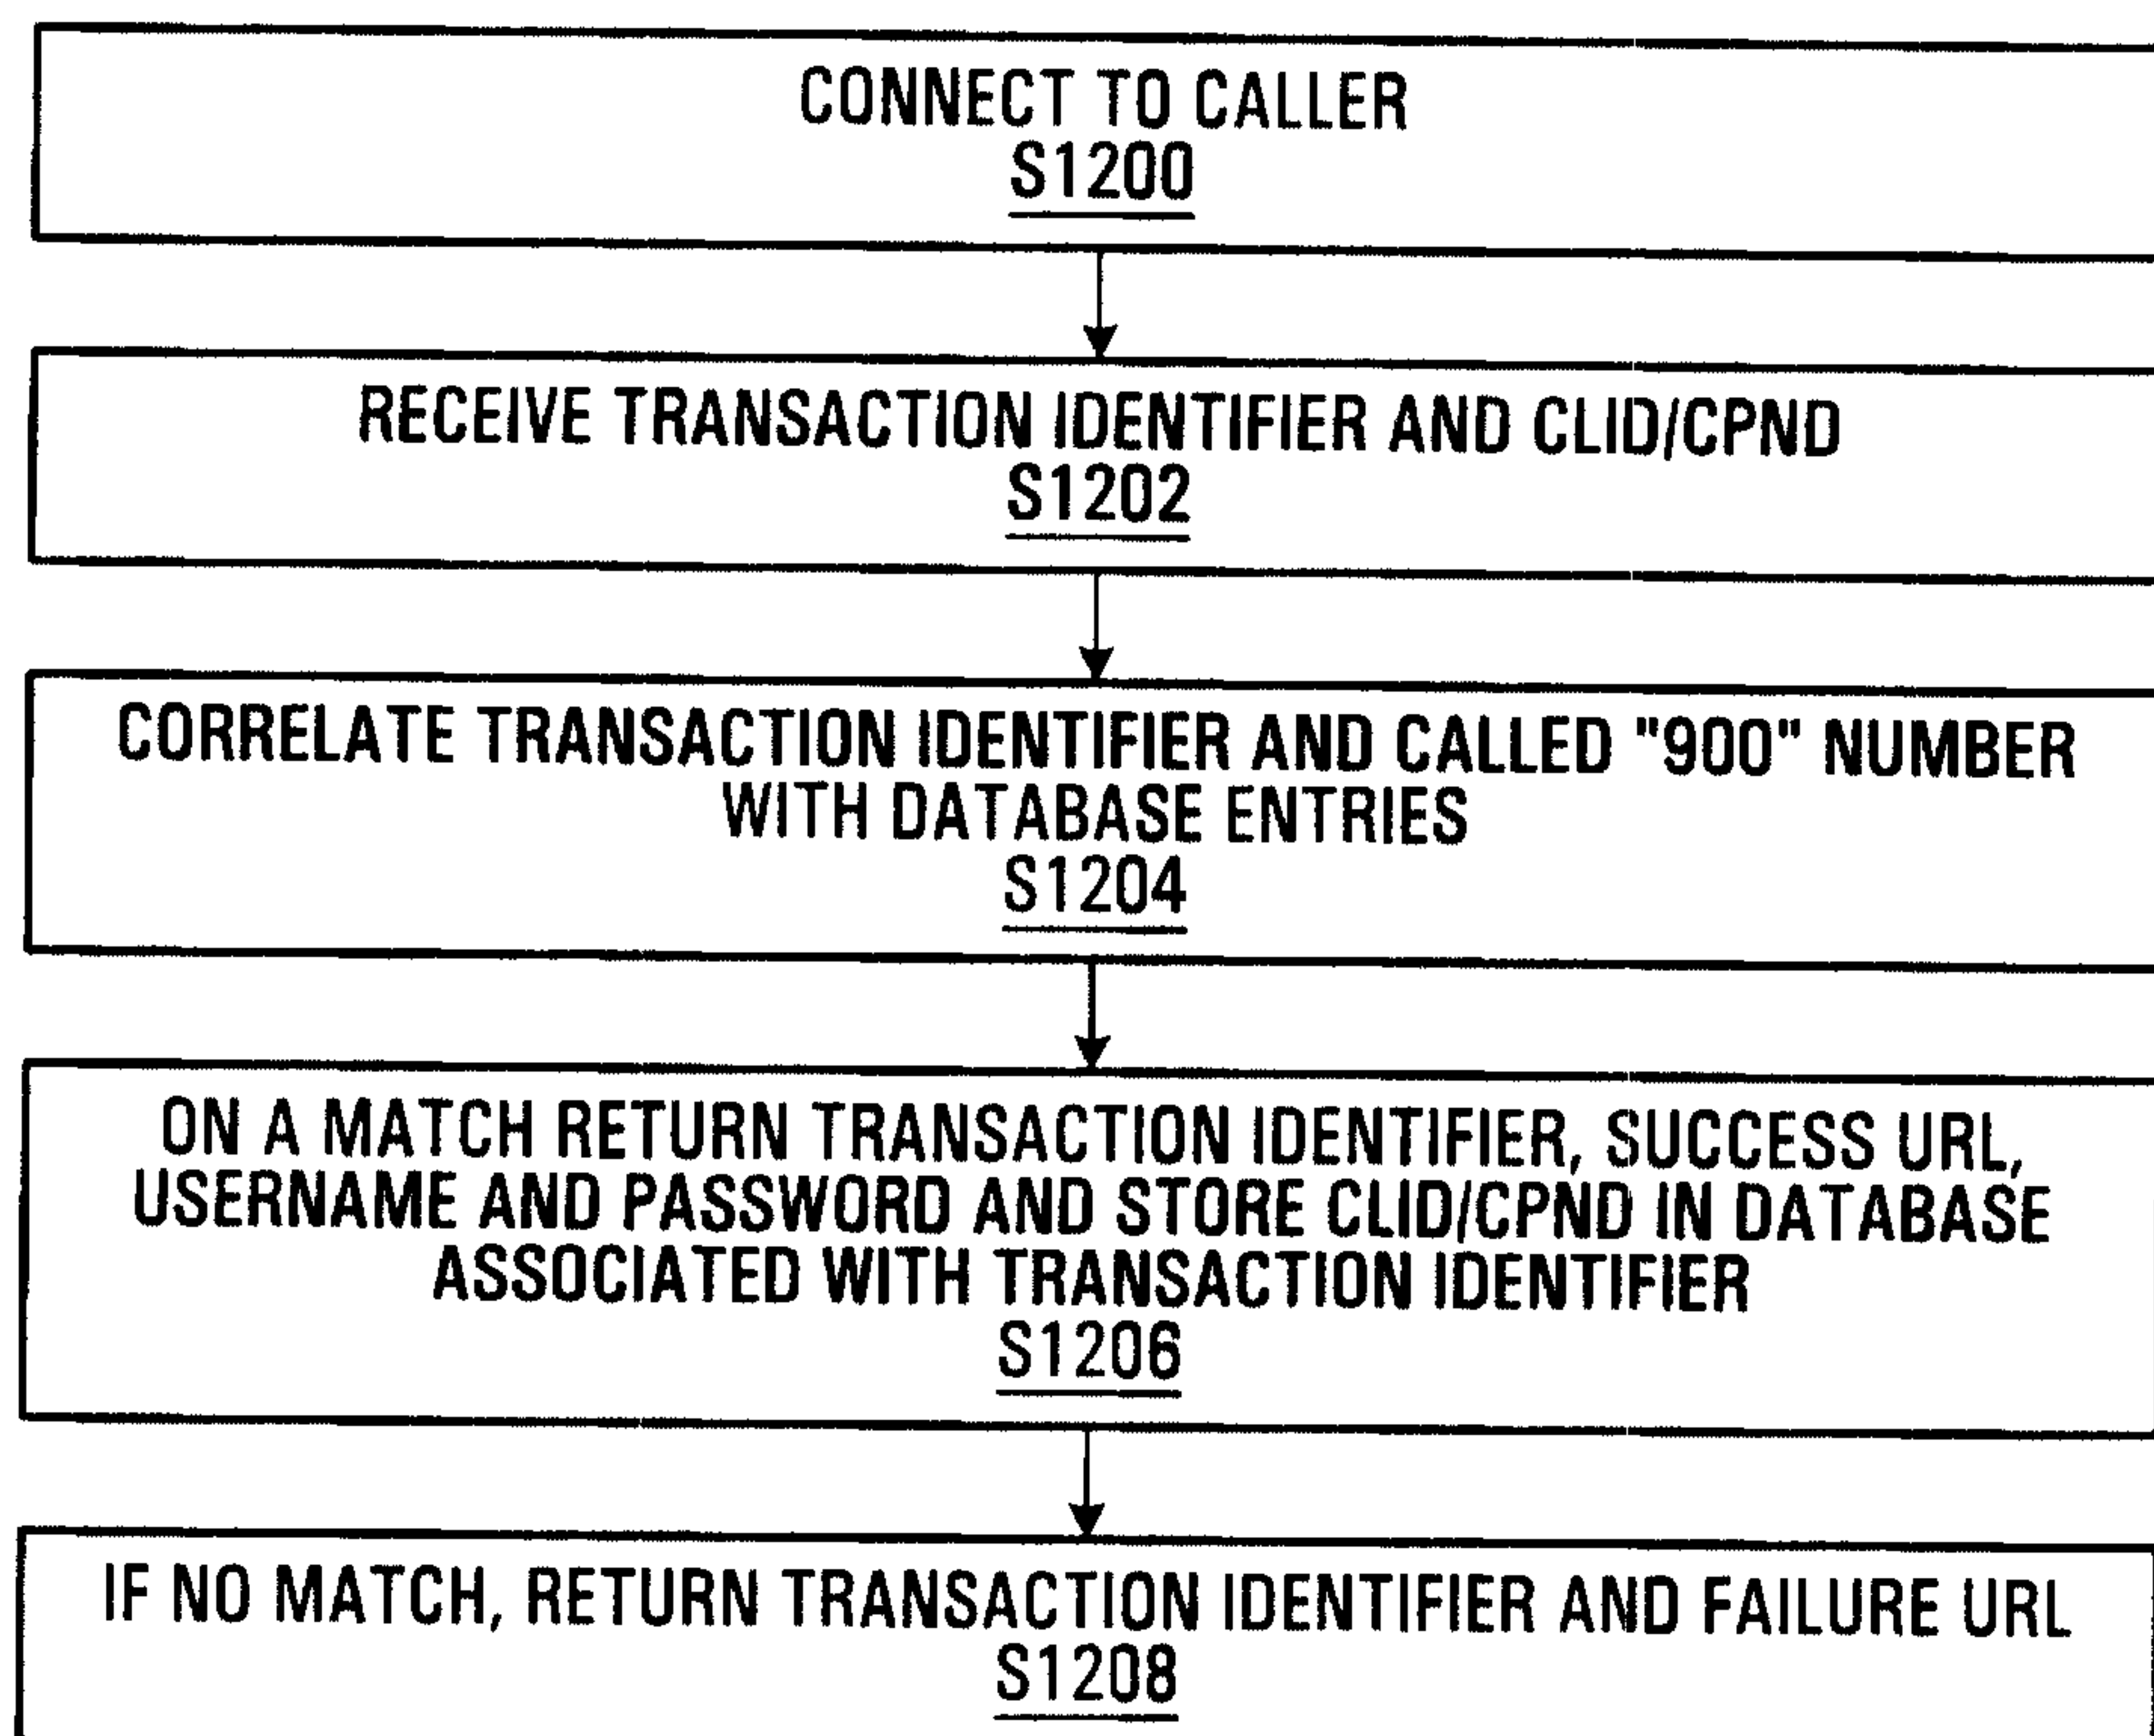 CONNECT TO CALLER
S1200
RECEIVE TRANSACTION IDENTIFIER AND CLID/CPND
S1202
CORRELATE TRANSACTION IDENTIFIER AND CALLED "900" NUMBER
WITH DATABASE ENTRIES
S1204
ON A MATCH RETURN TRANSACTION IDENTIFIER, SUCCESS URL,
USERNAME AND PASSWORD AND STORE CLID/CPND IN DATABASE
ASSOCIATED WITH TRANSACTION IDENTIFIER
S1206
IF NO MATCH, RETURN TRANSACTION IDENTIFIER AND FAILURE URL
S1208